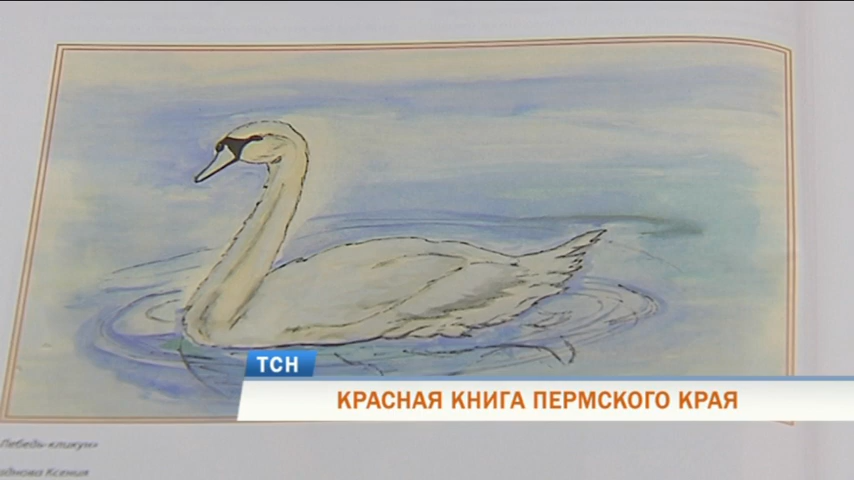 ТСН
КРАСНАЯ КНИГА ПЕРМСКОГО КРАЯ
Лебедь-кликун»
Ксения